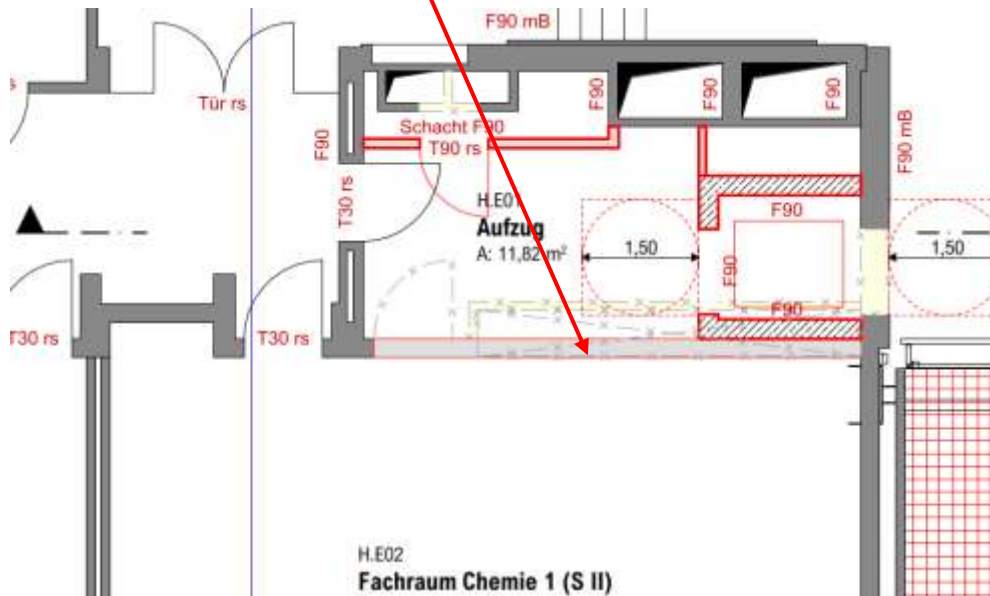 F90 mB
Tür rs
F90
F90
F90
F90
F90 mB
Schacht F90
T90 rs
T30 rs
H.E01
Aufzug
A: 11,82 m²
1,50
F90
F90
F90
1,50
T30 rs
T30 rs
H.E02
Fachraum Chemie 1 (S II)